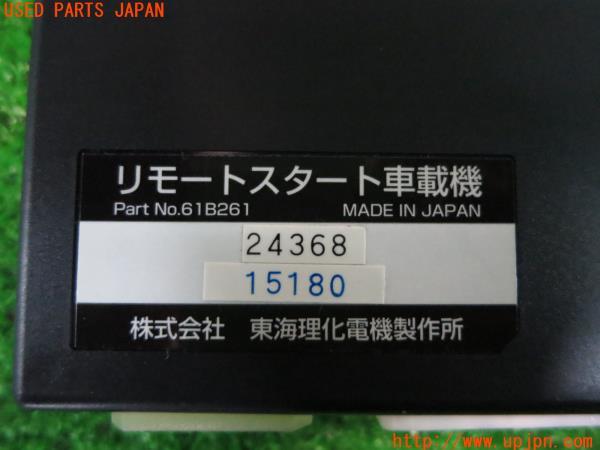 USED PARTS JAPAN
リモートスタート車載機
Part No.61B261 MADE IN JAPAN
24368
15180
株式会社 東海理化電機製作所
http://www.upjpn.com/